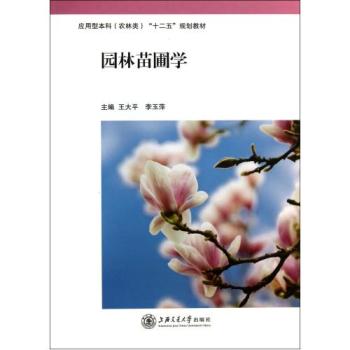 应用型本科（农林类）“十二五”规划教材
园林苗圃学
主编 王大平 李玉萍
上海交通大学出版社